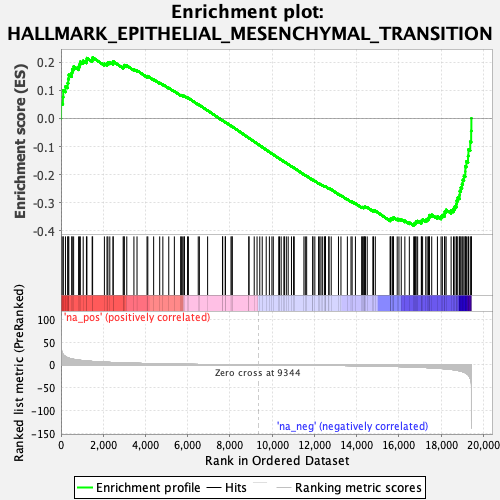 Enrichment plot:
HALLMARK_EPITHELIAL_MESENCHYMAL_TRANSITION
Enrichment score (ES)
0.2
0.1
0.0
-0.1
-0.2
-0.3
-0.4
'na_pos' (positively correlated)
Ranked list metric (PreRanked)
100
50
0
-50
-100
-150
Zero cross at 9344
'na_neg' (negatively correlated)
0 2,000 4,000 6,000 8,000 10,000 12,000 14,000 16,000 18,000 20,000
Rank in Ordered Dataset
Enrichment profile Hits Ranking metric scores